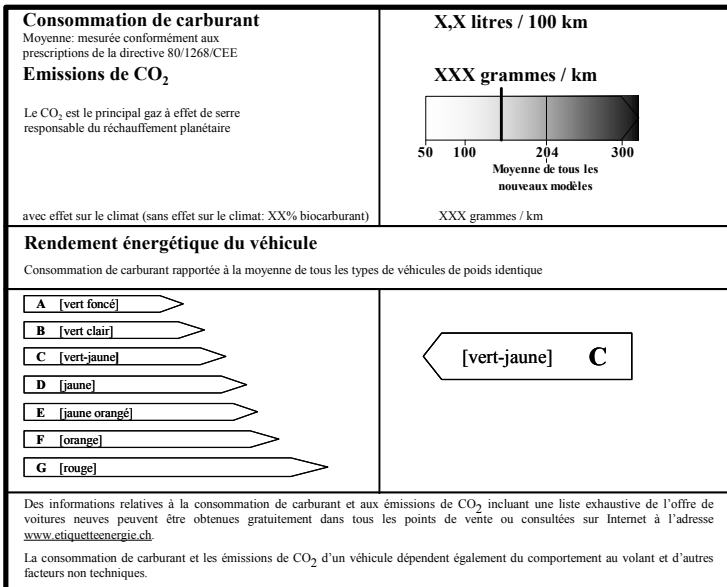 Consommation de carburant
Moyenne: mesurée conformément aux
prescriptions de la directive 80/1268/CEE
X,X litres / 100 km
Emissions de CO2
XXX grammes / km
Le CO2 est le principal gaz à effet de serre
responsable du réchauffement planétaire
50 100 204 300
Moyenne de tous les
nouveaux modèles
avec effet sur le climat (sans effet sur le climat: XX% biocarburant)
XXX grammes / km
Rendement énergétique du véhicule
Consommation de carburant rapportée à la moyenne de tous les types de véhicules de poids identique
A [vert foncé]
B [vert clair]
C [vert-jaune]
D [jaune]
E [jaune orangé]
F [orange]
G [rouge]
[vert-jaune] C
Des informations relatives à la consommation de carburant et aux émissions de CO2 incluant une liste exhaustive de l'offre de
voitures neuves peuvent être obtenues gratuitement dans tous les points de vente ou consultées sur Internet à l'adresse
www.etiquetteenergie.ch.
La consommation de carburant et les émissions de CO2 d'un véhicule dépendent également du comportement au volant et d'autres
facteurs non techniques.